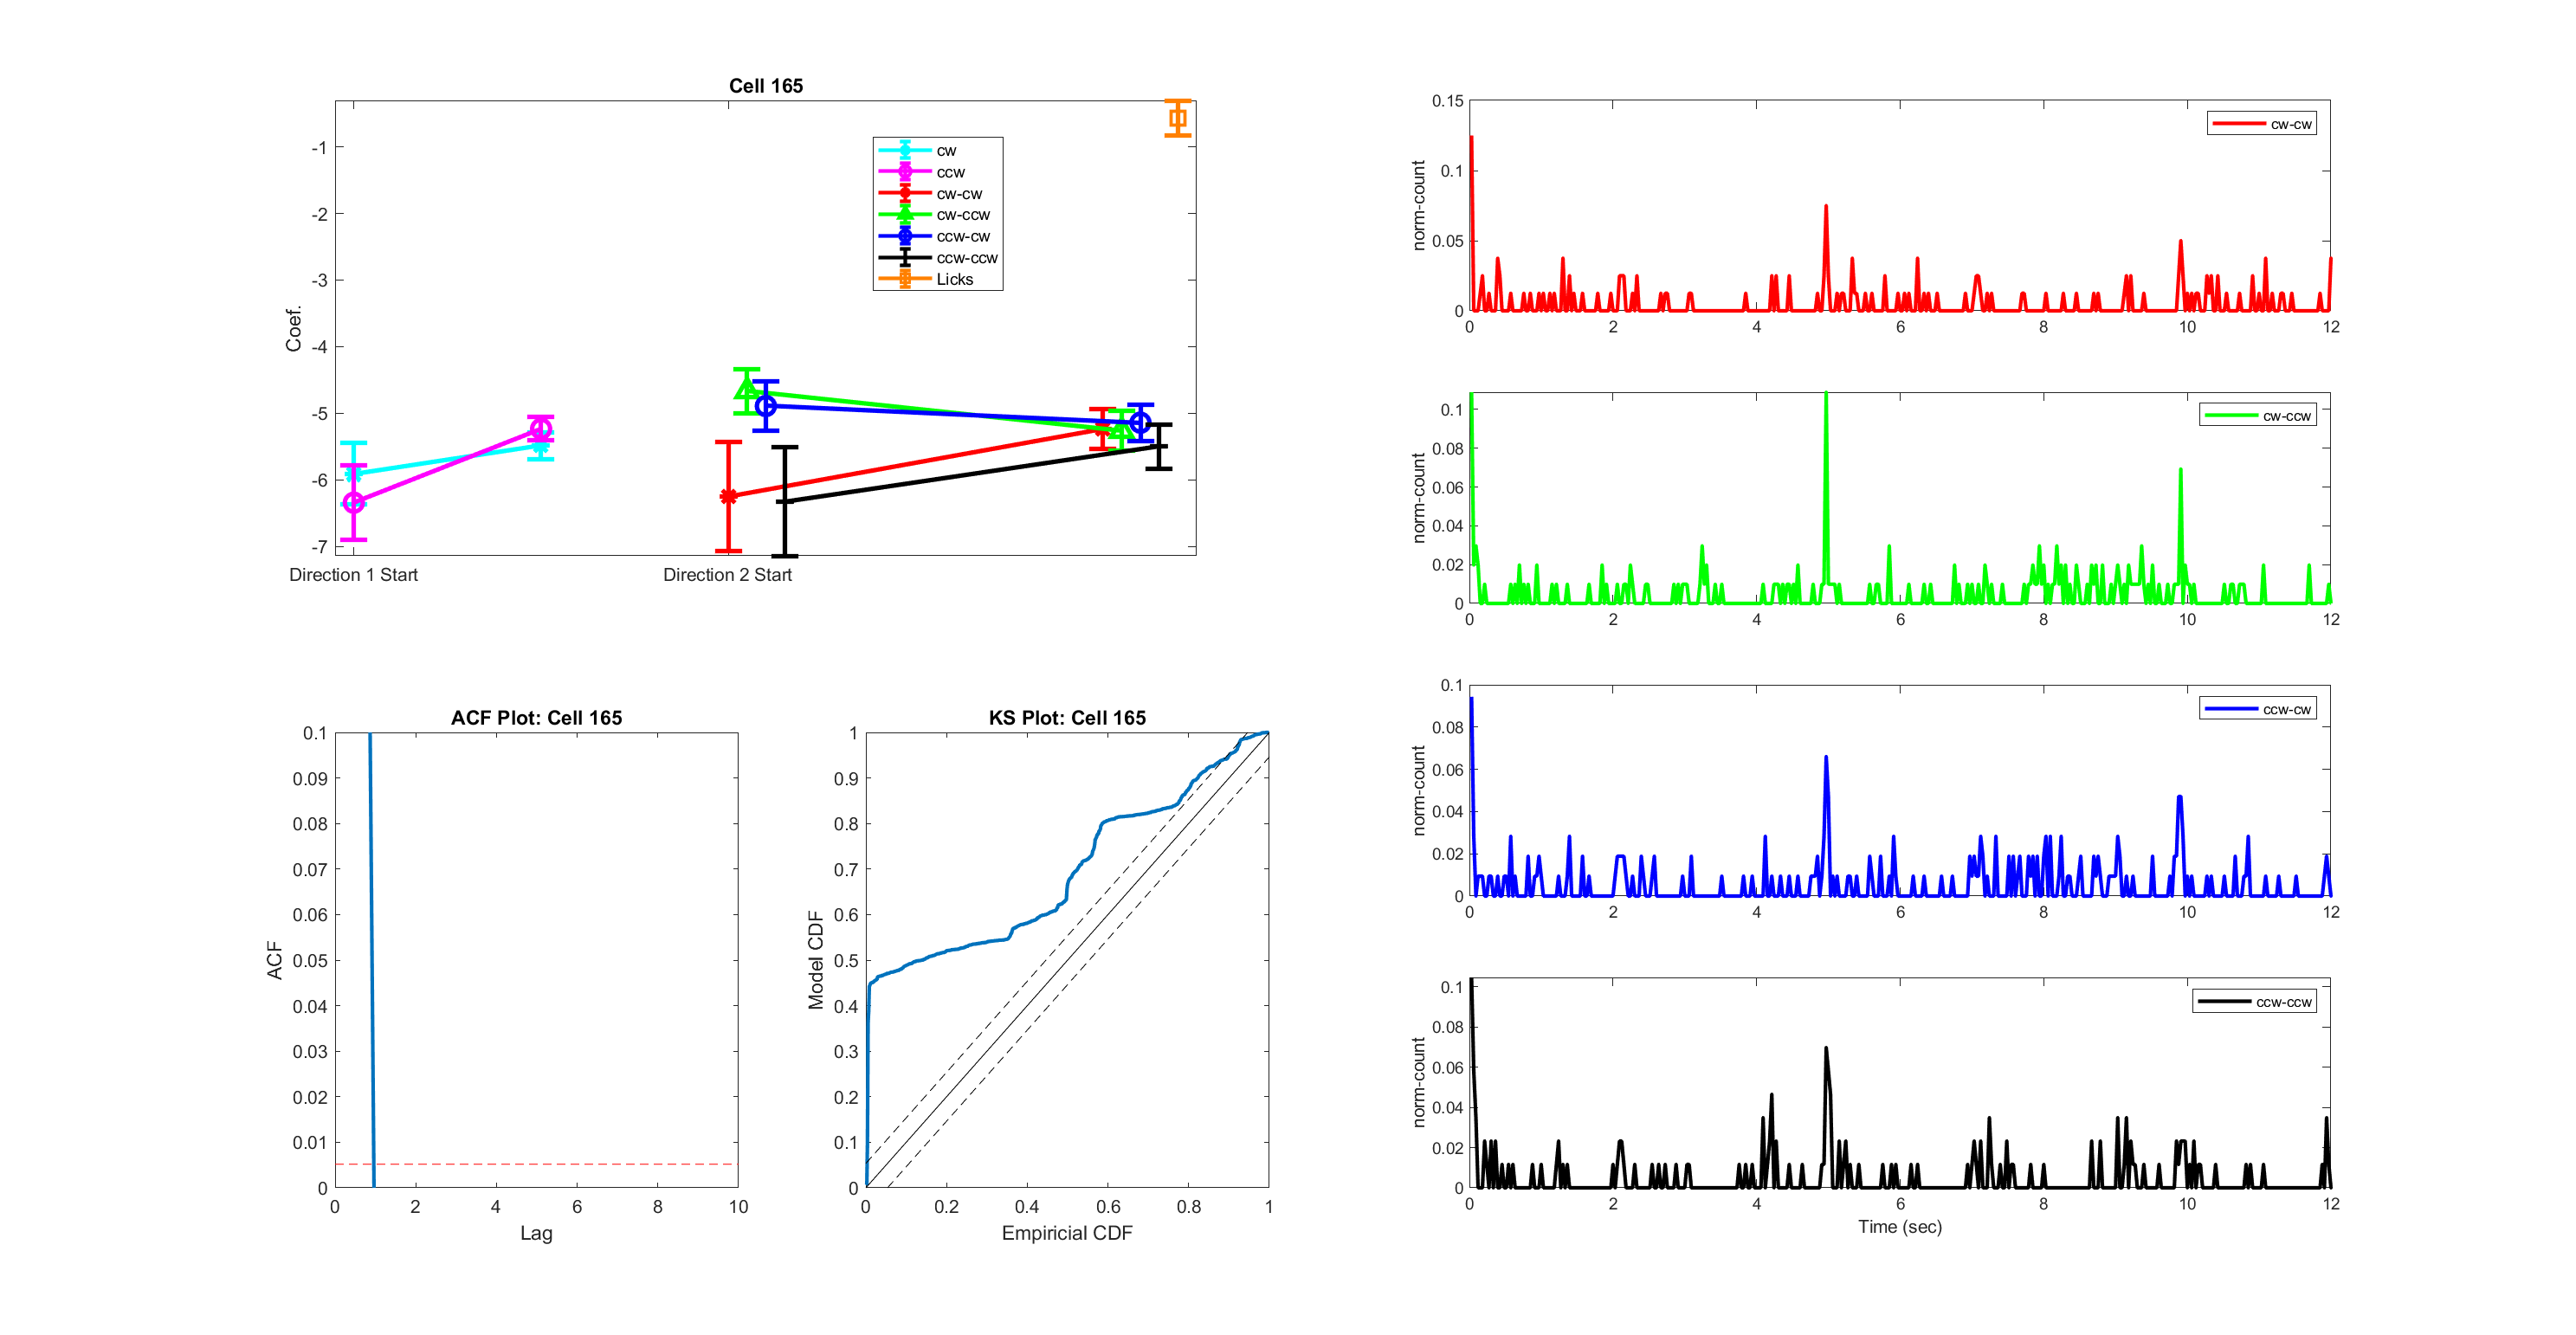 Cell 165
Coef.
-1
-2
-3
-4
-5
-6
-7
cw
ccw
cw-cw
cw-ccw
ccw-cw
ccw-ccw
Licks
Direction 1 Start
Direction 2 Start
ACF Plot: Cell 165
ACF
0.1
0.09
0.08
0.07
0.06
0.05
0.04
0.03
0.02
0.01
0
0 2 4 6 8 10
Lag
KS Plot: Cell 165
Model CDF
1
0.9
0.8
0.7
0.6
0.5
0.4
0.3
0.2
0.1
0
0 0.2 0.4 0.6 0.8 1
Empiricial CDF
norm-count
0.15
0.1
0.05
0
cw-cw
0 2 4 6 8 10 12
norm-count
0.1
0.08
0.06
0.04
0.02
0
cw-ccw
0 2 4 6 8 10 12
norm-count
0.1
0.08
0.06
0.04
0.02
0
ccw-cw
0 2 4 6 8 10 12
norm-count
0.1
0.08
0.06
0.04
0.02
0
ccw-ccw
0 2 4 6 8 10 12
Time (sec)